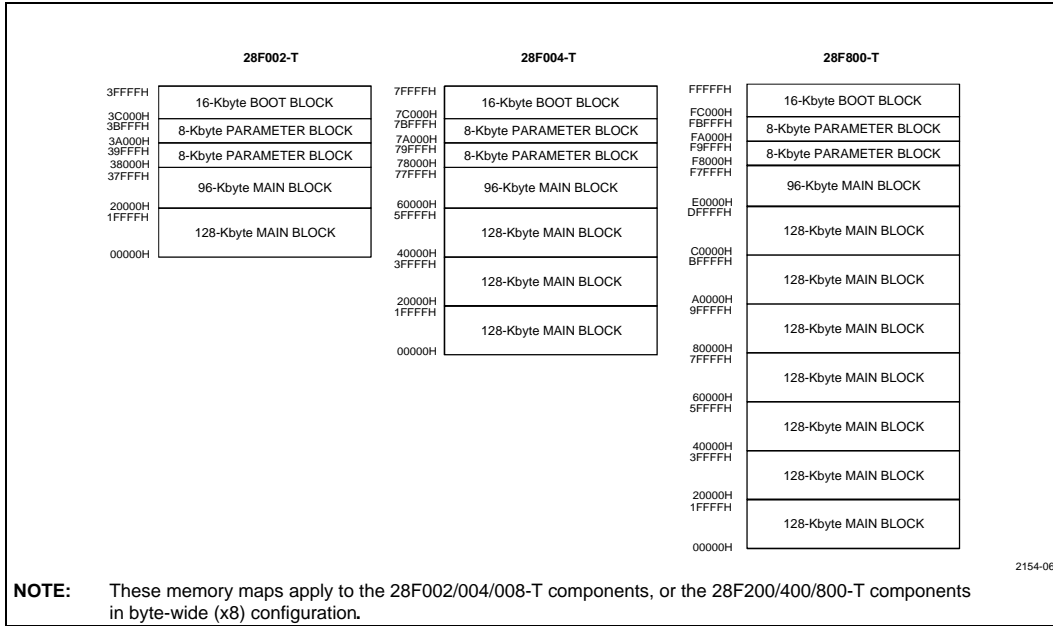 28F002-T
3FFFFH
16-Kbyte BOOT BLOCK
3C000H
3BFFFH
8-Kbyte PARAMETER BLOCK
3A000H
39FFFH
8-Kbyte PARAMETER BLOCK
38000H
37FFFH
96-Kbyte MAIN BLOCK
20000H
1FFFFH
128-Kbyte MAIN BLOCK
00000H
28F004-T
7FFFFH
16-Kbyte BOOT BLOCK
7C000H
7BFFFH
8-Kbyte PARAMETER BLOCK
7A000H
79FFFH
8-Kbyte PARAMETER BLOCK
78000H
77FFFH
96-Kbyte MAIN BLOCK
60000H
5FFFFH
128-Kbyte MAIN BLOCK
40000H
3FFFFH
128-Kbyte MAIN BLOCK
20000H
1FFFFH
128-Kbyte MAIN BLOCK
00000H
28F800-T
FFFFFH
16-Kbyte BOOT BLOCK
FC000H
FBFFFH
8-Kbyte PARAMETER BLOCK
FA000H
F9FFFH
8-Kbyte PARAMETER BLOCK
F8000H
F7FFFH
96-Kbyte MAIN BLOCK
E0000H
DFFFFH
128-Kbyte MAIN BLOCK
C0000H
BFFFFH
128-Kbyte MAIN BLOCK
A0000H
9FFFFH
128-Kbyte MAIN BLOCK
80000H
7FFFFH
128-Kbyte MAIN BLOCK
60000H
5FFFFH
128-Kbyte MAIN BLOCK
40000H
3FFFFH
128-Kbyte MAIN BLOCK
20000H
1FFFFH
128-Kbyte MAIN BLOCK
00000H
2154-06
NOTE: These memory maps apply to the 28F002/004/008-T components, or the 28F200/400/800-T components
in byte-wide (x8) configuration.